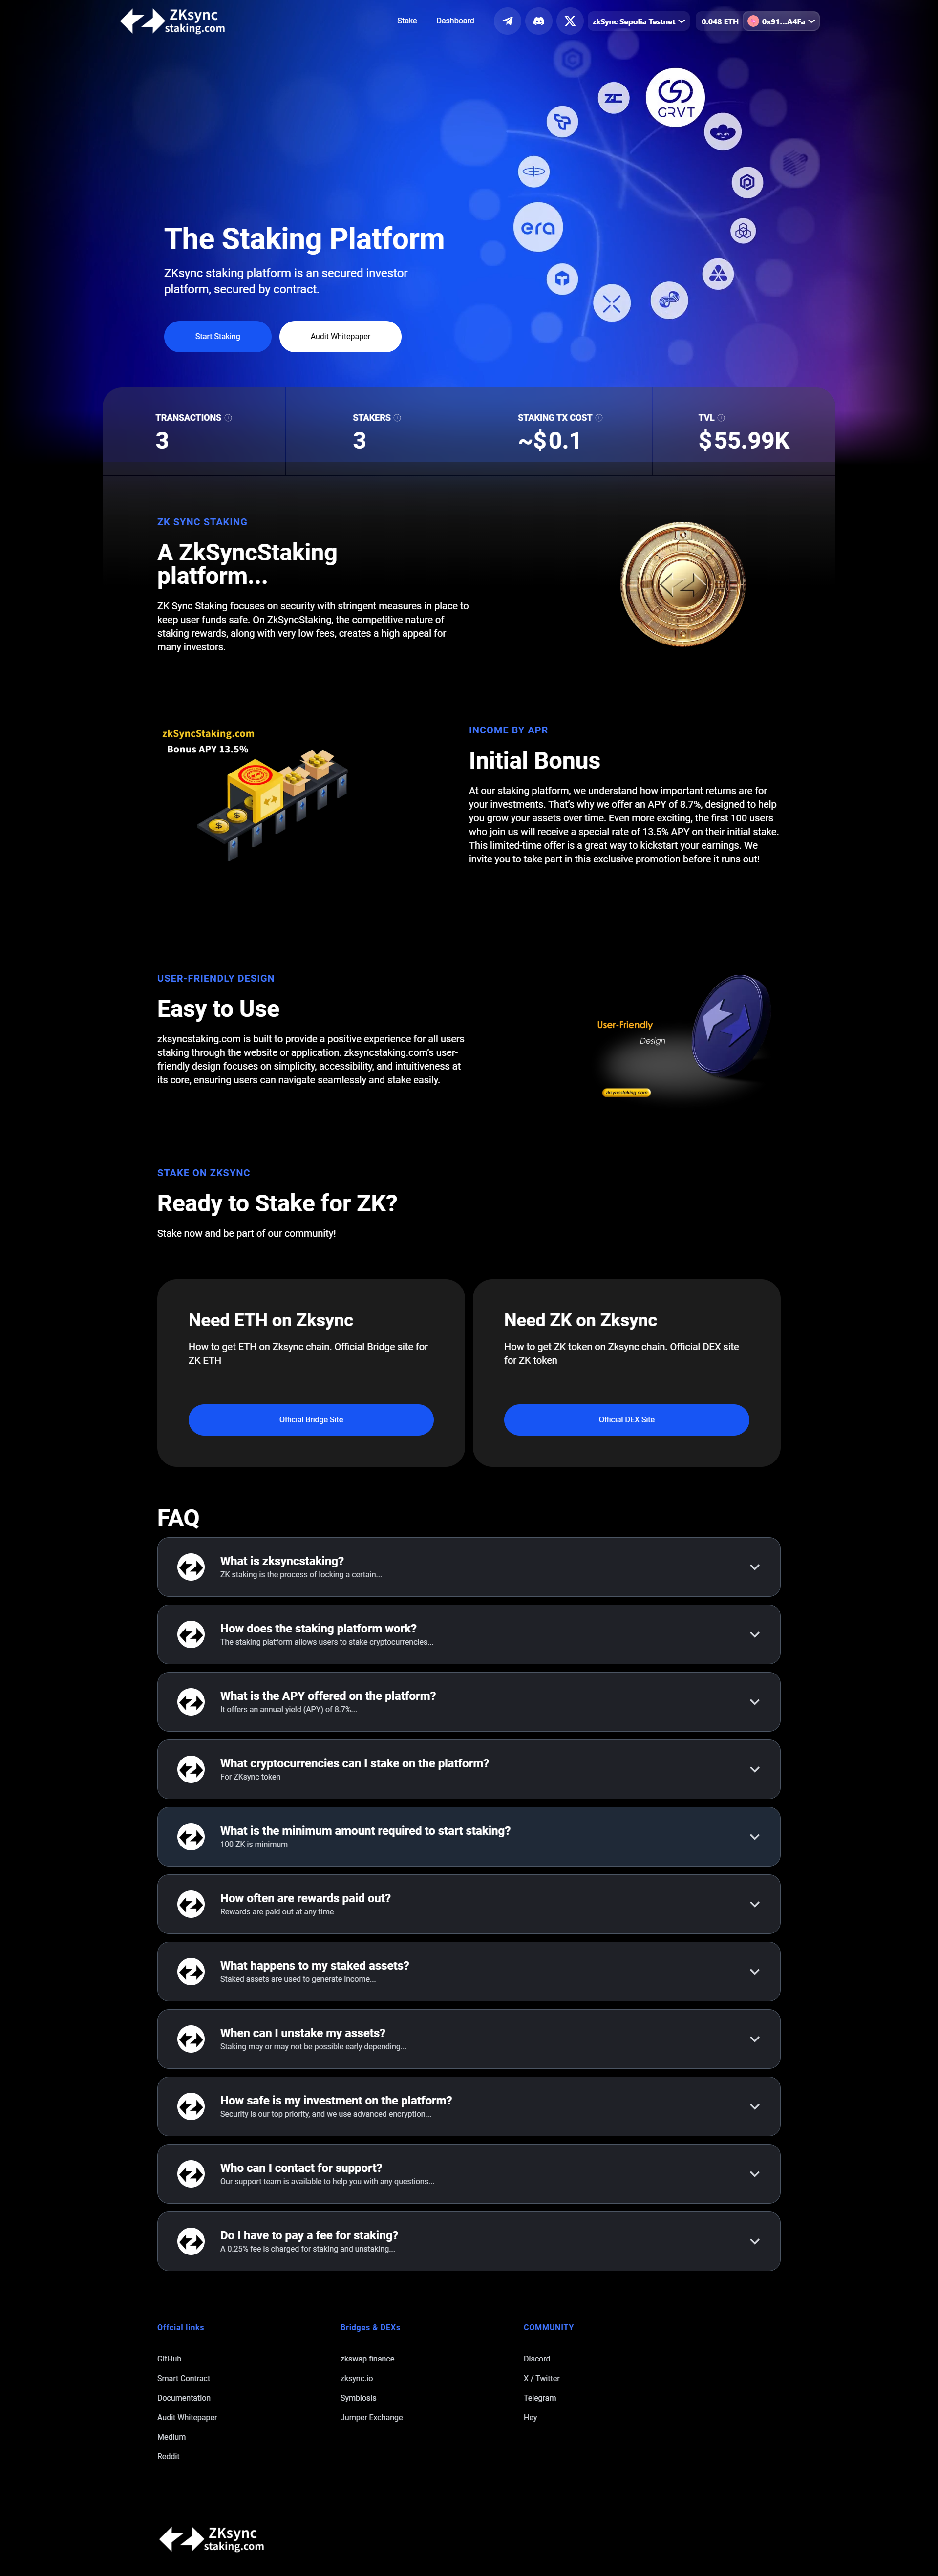 ZKsync
staking.com
Stake
Dashboard
zkSync Sepolia Testnet
0.048 ETH
0x91...A4Fa
ZC
GRVT
era
The Staking Platform
ZKsync staking platform is an secured investor
platform, secured by contract.
Start Staking
Audit Whitepaper
TRANSACTIONS
3
STAKERS
3
STAKING TX COST
~$0.1
TVL
$55.99K
ZK SYNC STAKING
A ZkSyncStaking
platform...
ZK Sync Staking focuses on security with stringent measures in place to
keep user funds safe. On ZkSyncStaking, the competitive nature of
staking rewards, along with very low fees, creates a high appeal for
many investors.
zkSyncStaking.com
Bonus APY 13.5%
INCOME BY APR
Initial Bonus
At our staking platform, we understand how important returns are for
your investments. That's why we offer an APY of 8.7%, designed to help
you grow your assets over time. Even more exciting, the first 100 users
who join us will receive a special rate of 13.5% APY on their initial stake.
This limited-time offer is a great way to kickstart your earnings. We
invite you to take part in this exclusive promotion before it runs out!
USER-FRIENDLY DESIGN
Easy to Use
zksyncstaking.com is built to provide a positive experience for all users
staking through the website or application. zksyncstaking.com's user-
friendly design focuses on simplicity, accessibility, and intuitiveness at
its core, ensuring users can navigate seamlessly and stake easily.
User-Friendly
Design
zksyncstaking.com
STAKE ON ZKSYNC
Ready to Stake for ZK?
Stake now and be part of our community!
Need ETH on Zksync
How to get ETH on Zksync chain. Official Bridge site for
ZK ETH
Official Bridge Site
Need ZK on Zksync
How to get ZK token on Zksync chain. Official DEX site
for ZK token
Official DEX Site
FAQ
What is zksyncstaking?
ZK staking is the process of locking a certain...
How does the staking platform work?
The staking platform allows users to stake cryptocurrencies...
What is the APY offered on the platform?
It offers an annual yield (APY) of 8.7%...
What cryptocurrencies can I stake on the platform?
For ZKsync token
What is the minimum amount required to start staking?
100 ZK is minimum
How often are rewards paid out?
Rewards are paid out at any time
What happens to my staked assets?
Staked assets are used to generate income...
When can I unstake my assets?
Staking may or may not be possible early depending...
How safe is my investment on the platform?
Security is our top priority, and we use advanced encryption...
Who can I contact for support?
Our support team is available to help you with any questions...
Do I have to pay a fee for staking?
A 0.25% fee is charged for staking and unstaking...
Offcial links
GitHub
Smart Contract
Documentation
Audit Whitepaper
Medium
Reddit
Bridges & DEXs
zkswap.finance
zksync.io
Symbiosis
Jumper Exchange
COMMUNITY
Discord
X / Twitter
Telegram
Hey
ZKsync
staking.com